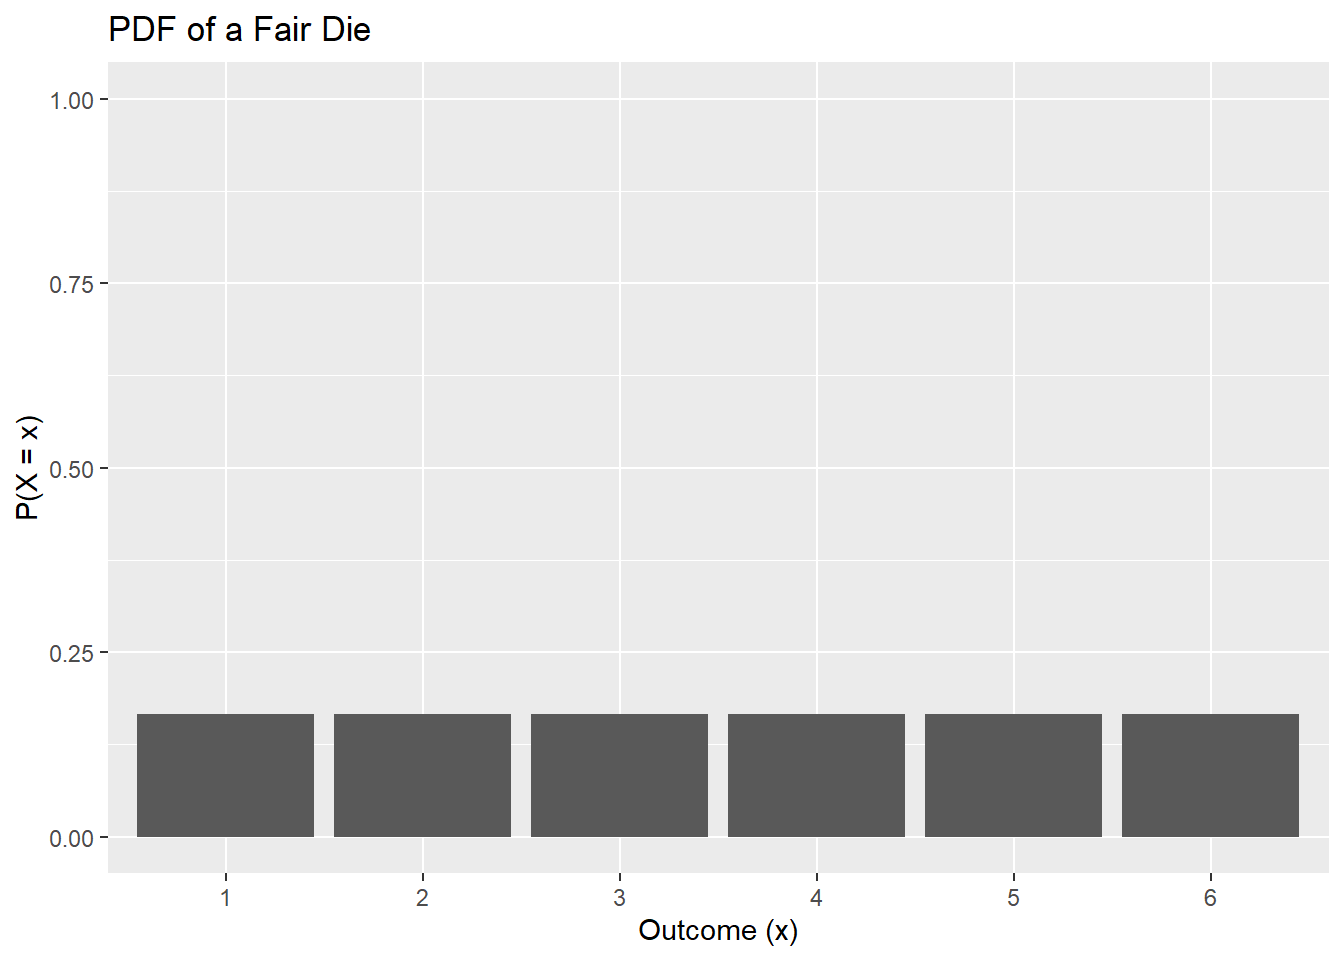 PDF of a Fair Die
1.00
0.75
0.50
0.25
0.00
P(X = x)
1 2 3 4 5 6
Outcome (x)